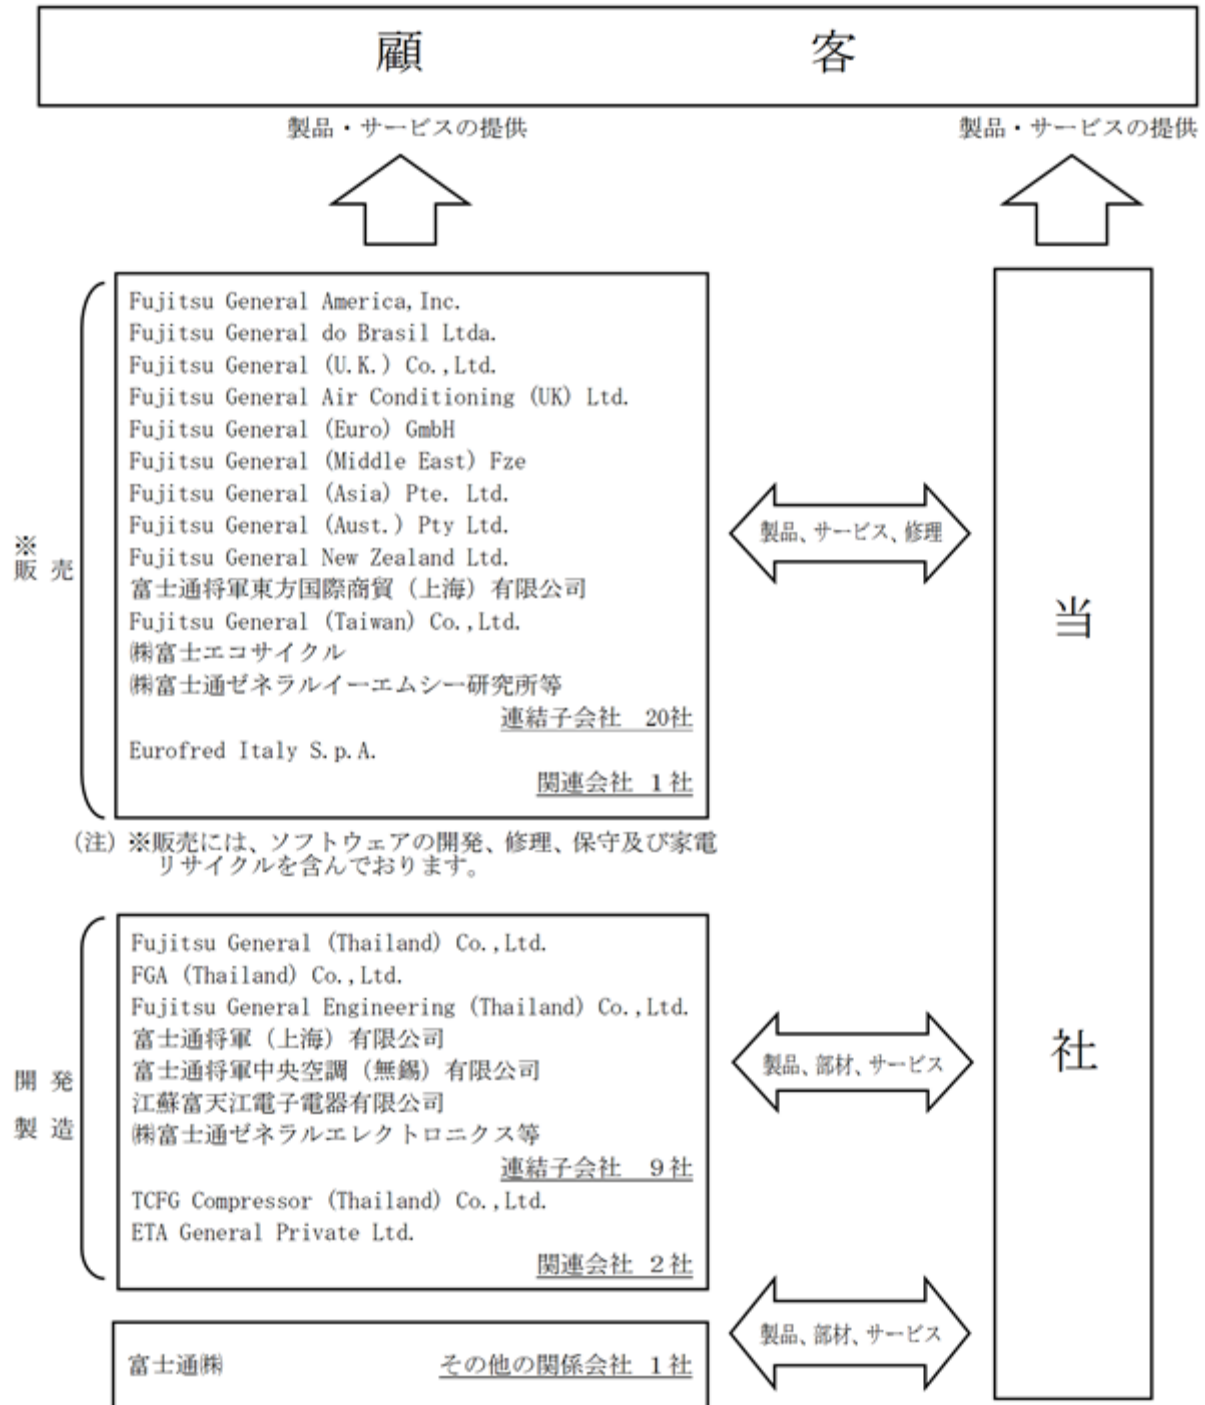 顧客
製品・サービスの提供
製品・サービスの提供
※
販売
Fujitsu General America,Inc.
Fujitsu General do Brasil Ltda.
Fujitsu General (U.K.) Co.,Ltd.
Fujitsu General Air Conditioning (UK) Ltd.
Fujitsu General (Euro) GmbH
Fujitsu General (Middle East) Fze
Fujitsu General (Asia) Pte. Ltd.
Fujitsu General (Aust.) Pty Ltd.
Fujitsu General New Zealand Ltd.
富士通将軍東方国際商貿（上海）有限公司
Fujitsu General (Taiwan) Co.,Ltd.
㈱富士エコサイクル
㈱富士通ゼネラルイーエムシー研究所等
連結子会社　20社
Eurofred Italy S.p.A.
関連会社　1社
製品、サービス、修理
（注）※販売には、ソフトウェアの開発、修理、保守及び家電
リサイクルを含んでおります。
開発
製造
Fujitsu General (Thailand) Co.,Ltd.
FGA (Thailand) Co.,Ltd.
Fujitsu General Engineering (Thailand) Co.,Ltd.
富士通将軍（上海）有限公司
富士通将軍中央空調（無錫）有限公司
江蘇富天江電子電器有限公司
㈱富士通ゼネラルエレクトロニクス等
連結子会社　9社
TCFG Compressor (Thailand) Co.,Ltd.
ETA General Private Ltd.
関連会社　2社
製品、部材、サービス
富士通㈱　その他の関係会社　1社
製品、部材、サービス
当社